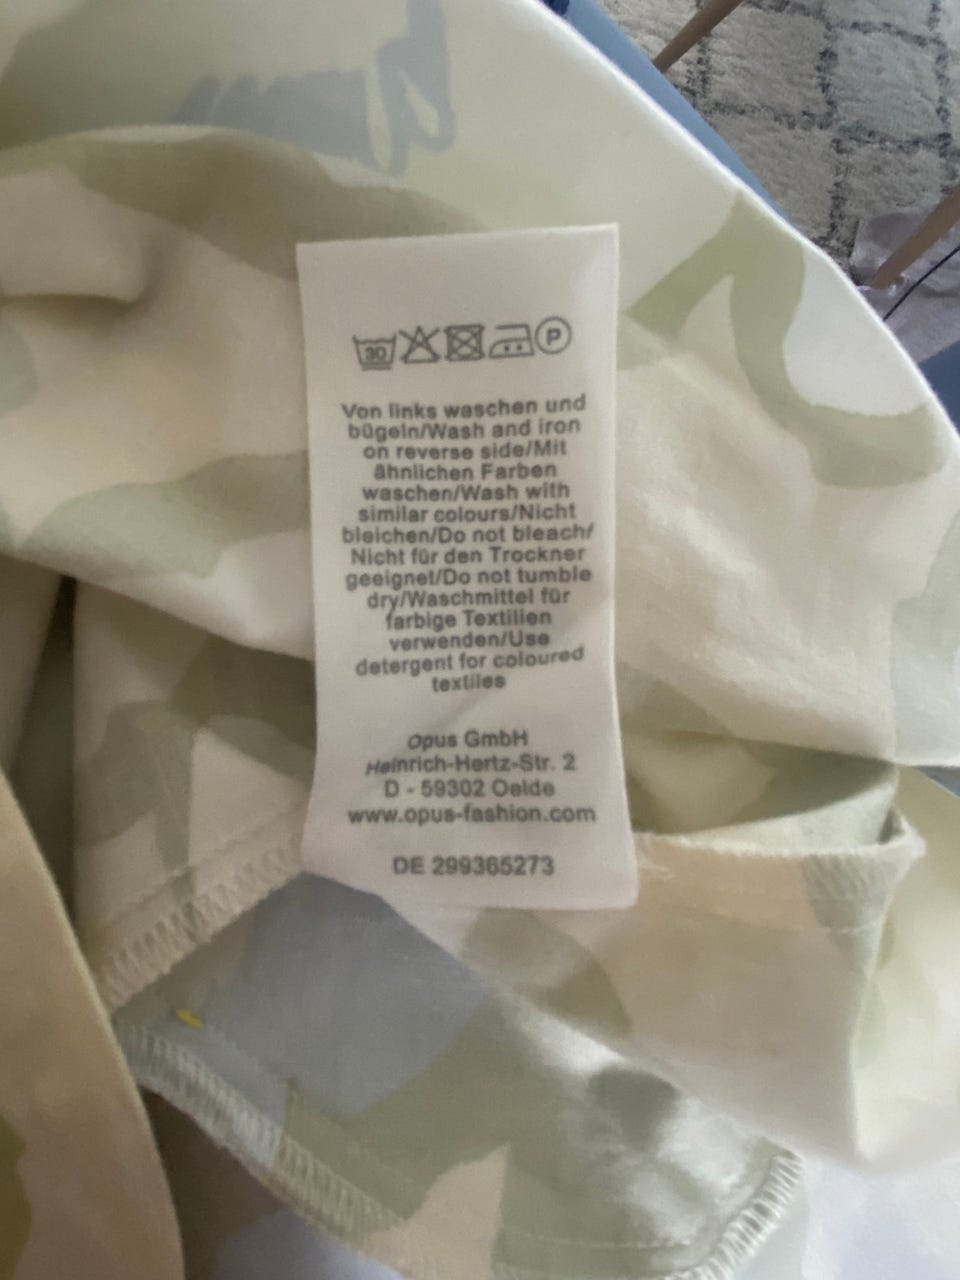 30
P
Von links waschen und
bügeln/Wash and iron
on reverse side/Mit
ähnlichen Farben
waschen/Wash with
similar colours/Nicht
bleichen/Do not bleach/
Nicht für den Trockner
geeignet/Do not tumble
dry/Waschmittel für
farbige Textilien
verwenden/Use
detergent for coloured
textiles
Opus GmbH
Heinrich-Hertz-Str. 2
D - 59302 Oelde
www.opus-fashion.com
DE 299365273